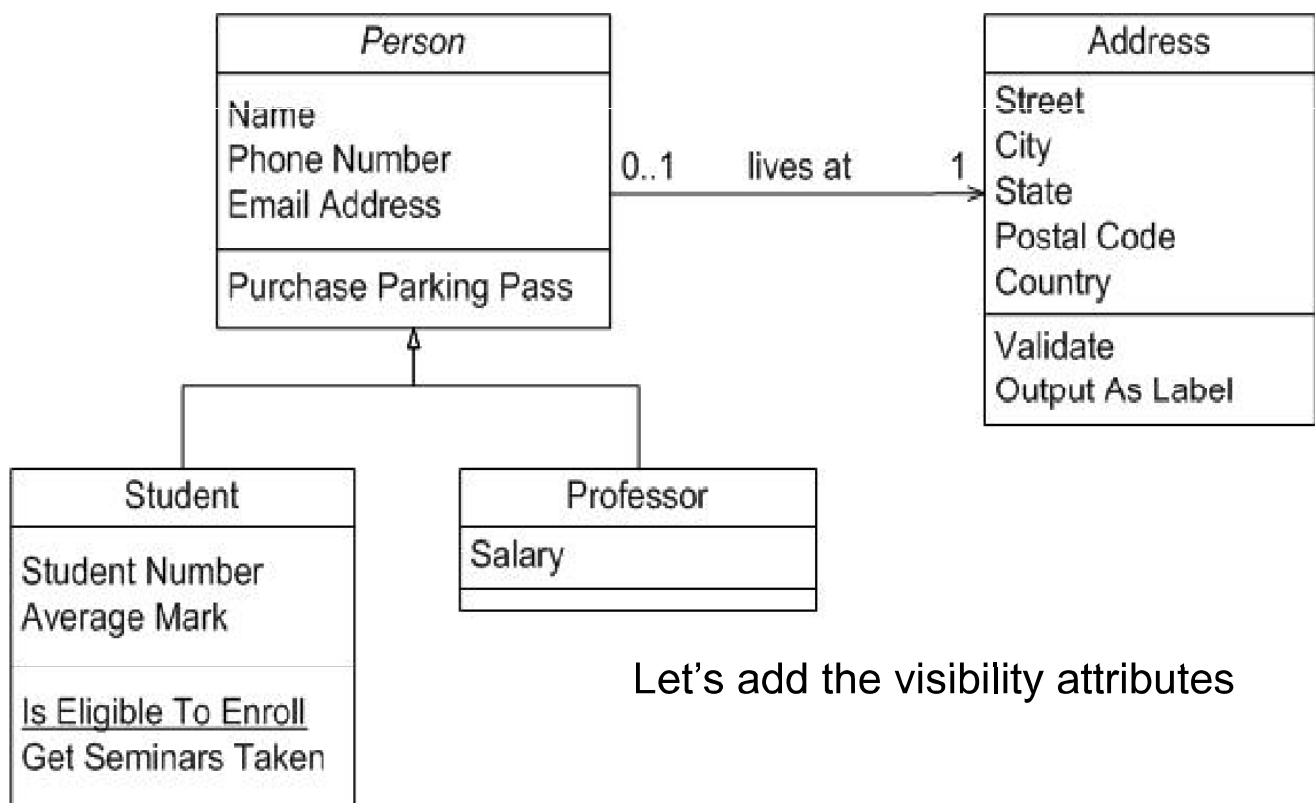 Person
Name
Phone Number
Email Address
Purchase Parking Pass
0..1 lives at 1
Address
Street
City
State
Postal Code
Country
Validate
Output As Label
Student
Student Number
Average Mark
Is Eligible To Enroll
Get Seminars Taken
Professor
Salary
Let’s add the visibility attributes